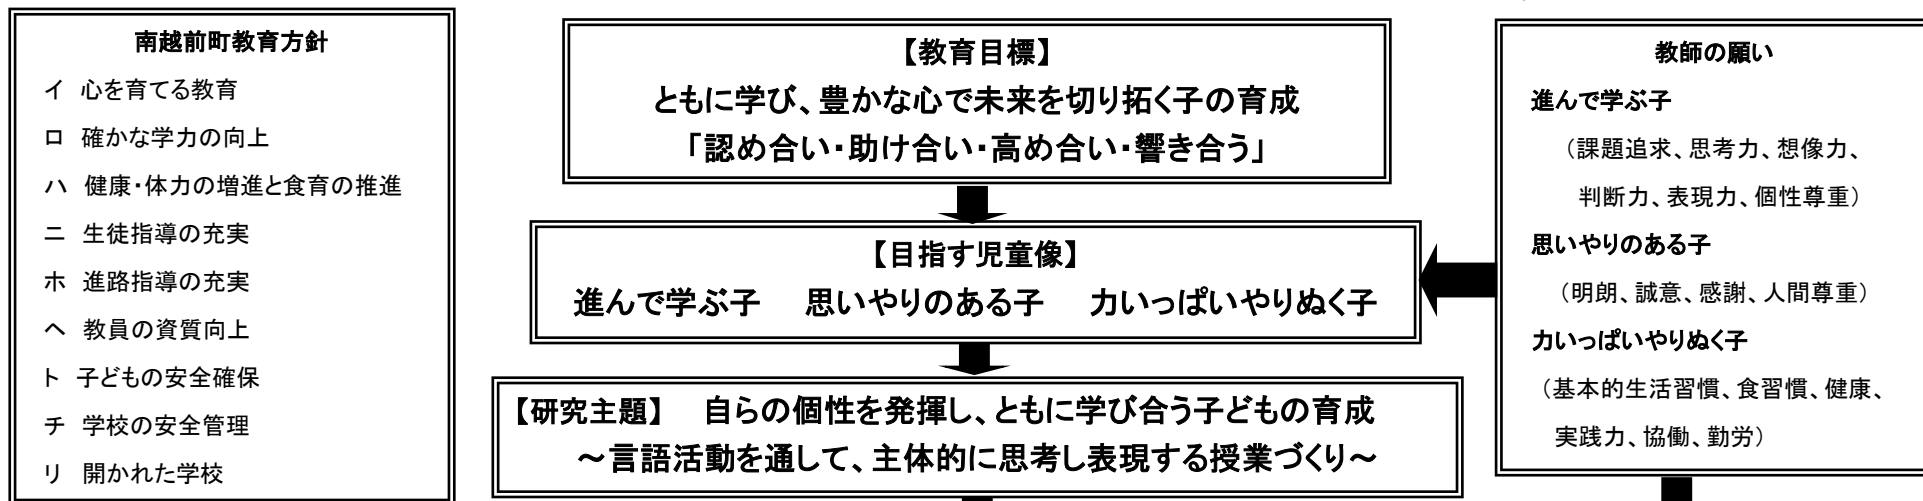 南越前町教育方針
イ 心を育てる教育
ロ 確かな学力の向上
ハ 健康・体力の増進と食育の推進
ニ 生徒指導の充実
ホ 進路指導の充実
ヘ 教員の資質向上
ト 子どもの安全確保
チ 学校の安全管理
リ 開かれた学校
【教育目標】
ともに学び、豊かな心で未来を切り拓く子の育成
「認め合い・助け合い・高め合い・響き合う」
【目指す児童像】
進んで学ぶ子 思いやりのある子 力いっぱいやりぬく子
【研究主題】 自らの個性を発揮し、ともに学び合う子どもの育成
～言語活動を通して、主体的に思考し表現する授業づくり～
教師の願い
進んで学ぶ子
（課題追求、思考力、想像力、
判断力、表現力、個性尊重）
思いやりのある子
（明朗、誠意、感謝、人間尊重）
力いっぱいやりぬく子
（基本的生活習慣、食習慣、健康、
実践力、協働、勤労）